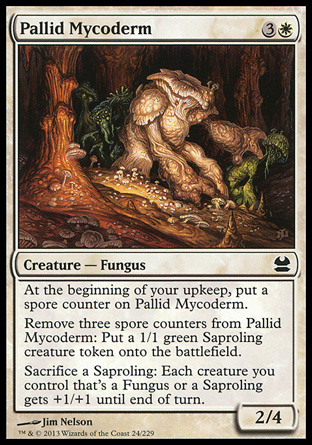 Pallid Mycoderm 3
Creature — Fungus
At the beginning of your upkeep, put a
spore counter on Pallid Mycoderm.
Remove three spore counters from Pallid
Mycoderm: Put a 1/1 green Saproling
creature token onto the battlefield.
Sacrifice a Saproling: Each creature you
control that's a Fungus or a Saproling
gets +1/+1 until end of turn.
Jim Nelson
™ & © 2013 Wizards of the Coast 24/229
2/4